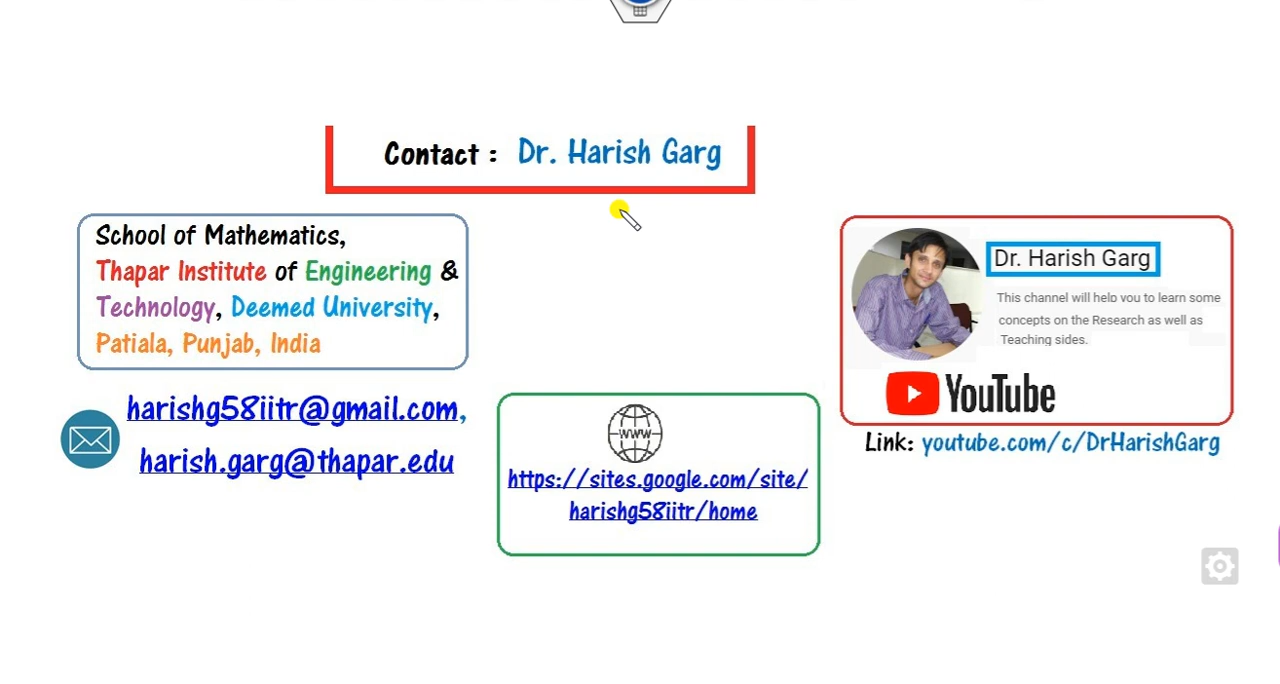 Contact : Dr. Harish Garg
School of Mathematics,
Thapar Institute of Engineering &
Technology, Deemed University,
Patiala, Punjab, India
harishg58iitr@gmail.com,
harish.garg@thapar.edu
www
https://sites.google.com/site/
harishg58iitr/home
Dr. Harish Garg
This channel will help you to learn some
concepts on the Research as well as
Teaching sides.
YouTube
Link: youtube.com/c/DrHarishGarg